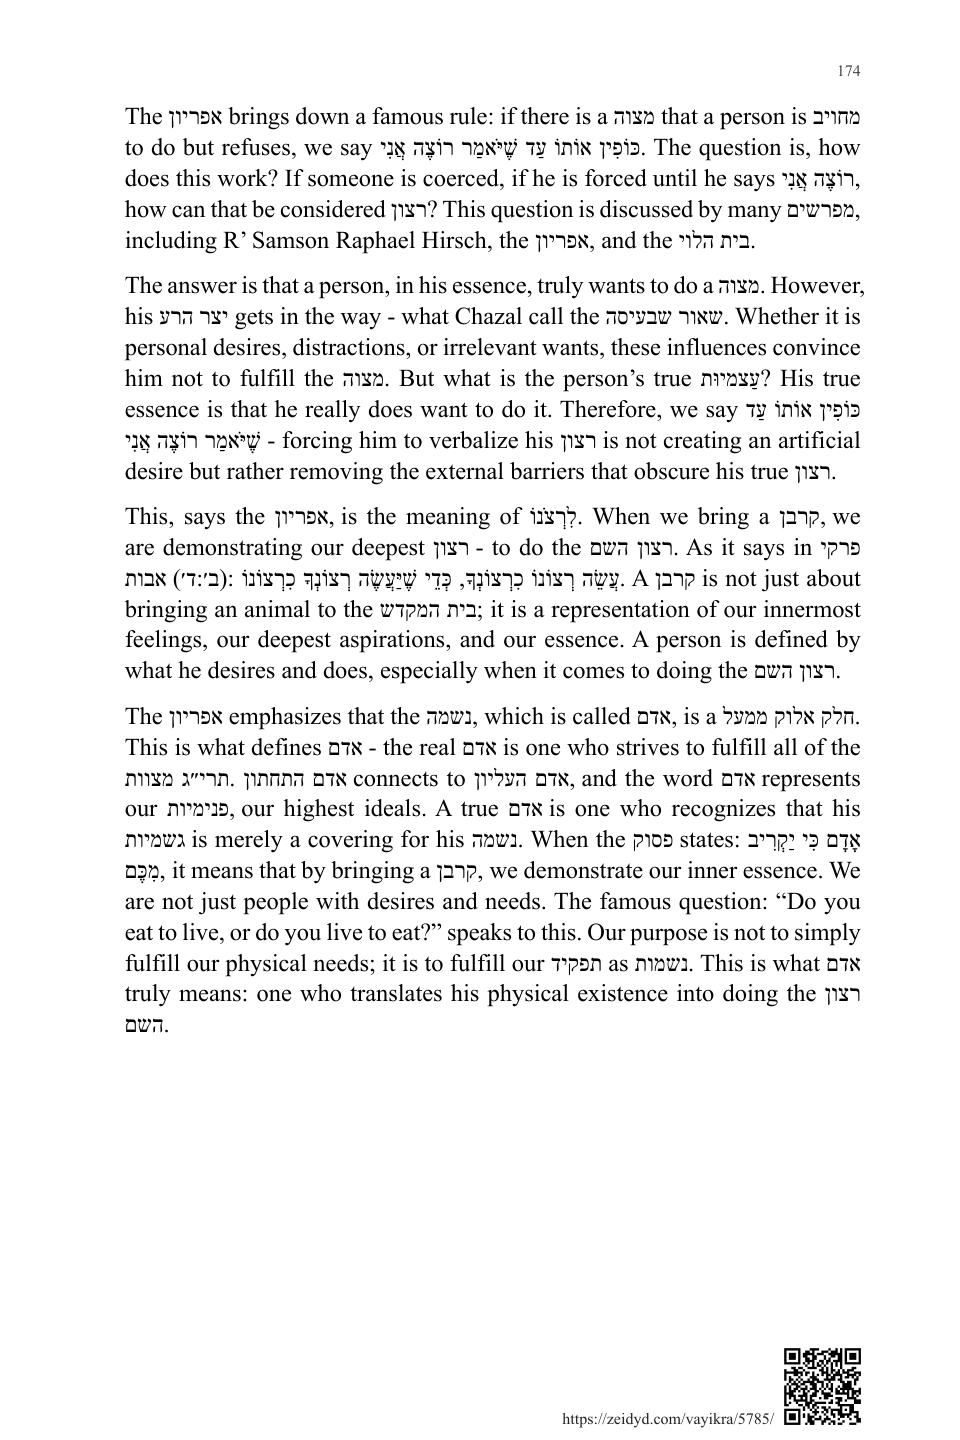 174
The אפריון brings down a famous rule: if there is a מצוה that a person is מחויב
to do but refuses, we say כּוֹפִין אוֹתוֹ עַד שֶׁיֹּאמַר רוֹצֶה אֲנִי. The question is, how
does this work? If someone is coerced, if he is forced until he says רוֹצֶה אֲנִי,
how can that be considered רצון? This question is discussed by many מפרשים,
including R’ Samson Raphael Hirsch, the אפריון, and the בית הלוי.
The answer is that a person, in his essence, truly wants to do a מצוה. However,
his יצר הרע gets in the way - what Chazal call the שאור שבעיסה. Whether it is
personal desires, distractions, or irrelevant wants, these influences convince
him not to fulfill the מצוה. But what is the person’s true עַצמיוּת? His true
essence is that he really does want to do it. Therefore, we say כּוֹפִין אוֹתוֹ עַד
שֶׁיֹּאמַר רוֹצֶה אֲנִי - forcing him to verbalize his רצון is not creating an artificial
desire but rather removing the external barriers that obscure his true רצון.
This, says the אפריון, is the meaning of לִרְצֹנוֹ. When we bring a קרבן, we
are demonstrating our deepest רצון - to do the רצון השם. As it says in פרקי
אבות (ב׳:ד׳): עֲשֵׂה רְצוֹנוֹ כִרְצוֹנְךָ, כְּדֵי שֶׁיַּעֲשֶׂה רְצוֹנְךָ כִרְצוֹנוֹ. A קרבן is not just about
bringing an animal to the בית המקדש; it is a representation of our innermost
feelings, our deepest aspirations, and our essence. A person is defined by
what he desires and does, especially when it comes to doing the רצון השם.
The אפריון emphasizes that the נשמה, which is called אדם, is a חלק אלוק ממעל.
This is what defines אדם - the real אדם is one who strives to fulfill all of the
תרי״ג מצוות. אדם התחתון connects to אדם העליון, and the word אדם represents
our פנימיות, our highest ideals. A true אדם is one who recognizes that his
גשמיות is merely a covering for his נשמה. When the פסוק states: אָדָם כִּי יַקְרִיב
מִכֶּם, it means that by bringing a קרבן, we demonstrate our inner essence. We
are not just people with desires and needs. The famous question: “Do you
eat to live, or do you live to eat?” speaks to this. Our purpose is not to simply
fulfill our physical needs; it is to fulfill our תפקיד as נשמות. This is what אדם
truly means: one who translates his physical existence into doing the רצון
השם.
https://zeidyd.com/vayikra/5785/